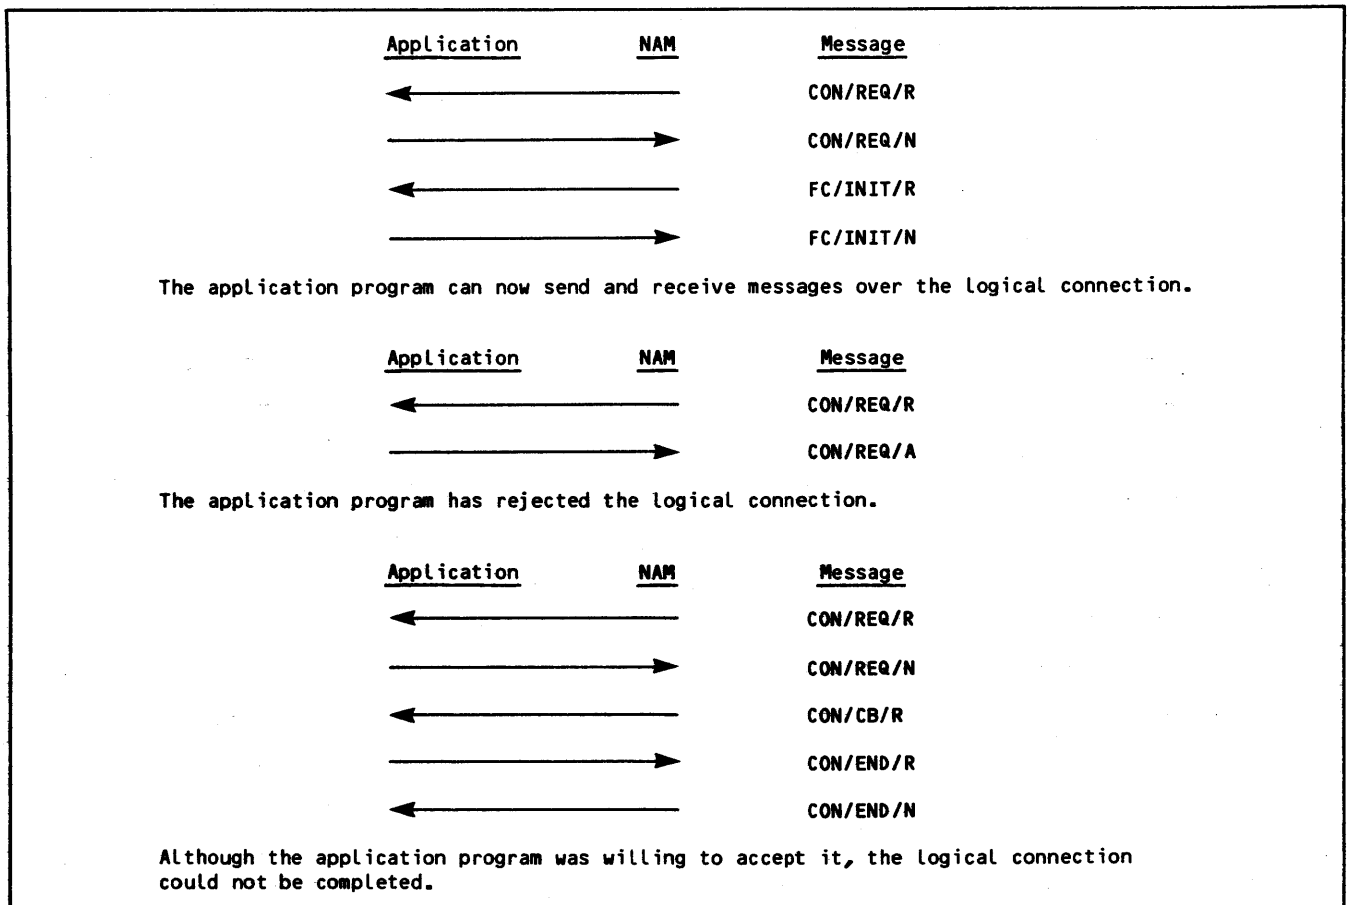 Application NAM Message
CON/REQ/R
CON/REQ/N
FC/INIT/R
FC/INIT/N
The application program can now send and receive messages over the logical connection.
Application NAM Message
CON/REQ/R
CON/REQ/A
The application program has rejected the logical connection.
Application NAM Message
CON/REQ/R
CON/REQ/N
CON/CB/R
CON/END/R
CON/END/N
Although the application program was willing to accept it, the logical connection
could not be completed.